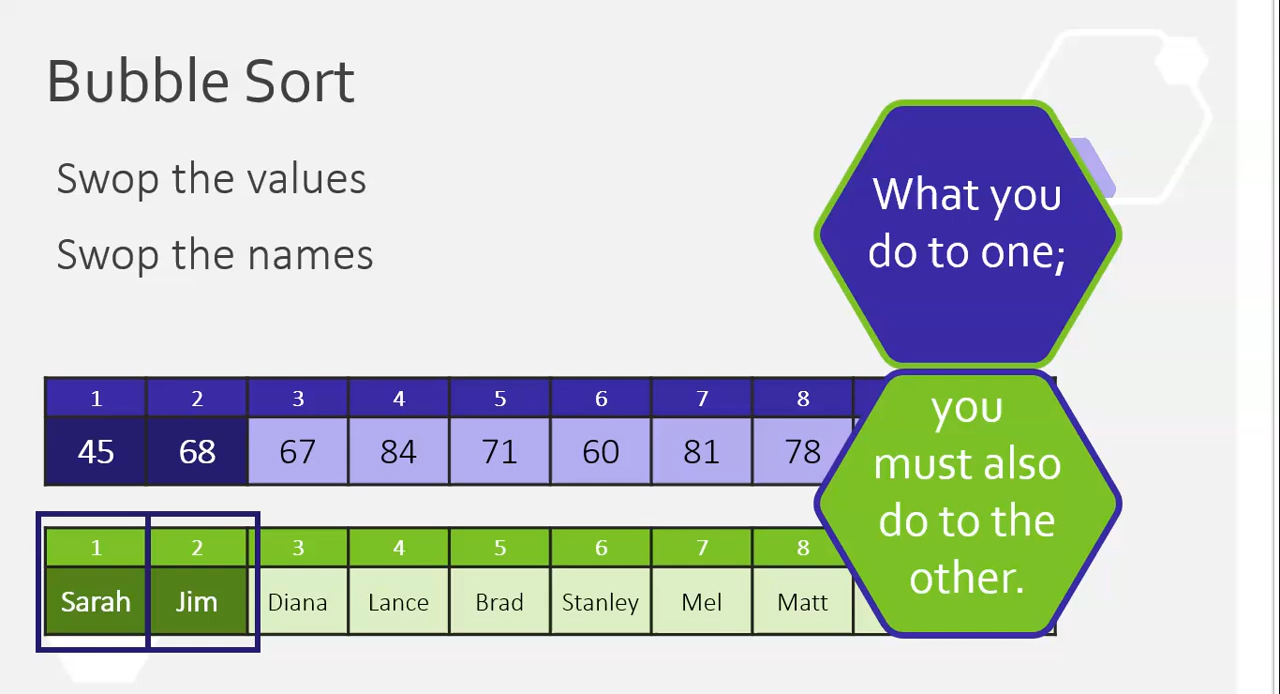 Bubble Sort
Swop the values
Swop the names
What you
do to one;
you
must also
do to the
other.
1 2 3 4 5 6 7 8
45 68 67 84 71 60 81 78
1 2 3 4 5 6 7 8
Sarah Jim Diana Lance Brad Stanley Mel Matt